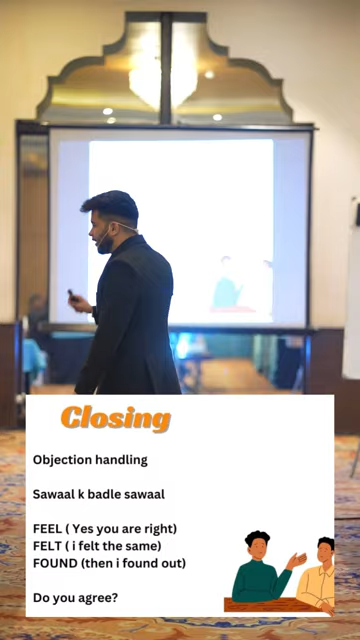 Closing
Objection handling
Sawaal k badle sawaal
FEEL ( Yes you are right)
FELT ( i felt the same)
FOUND (then i found out)
Do you agree?